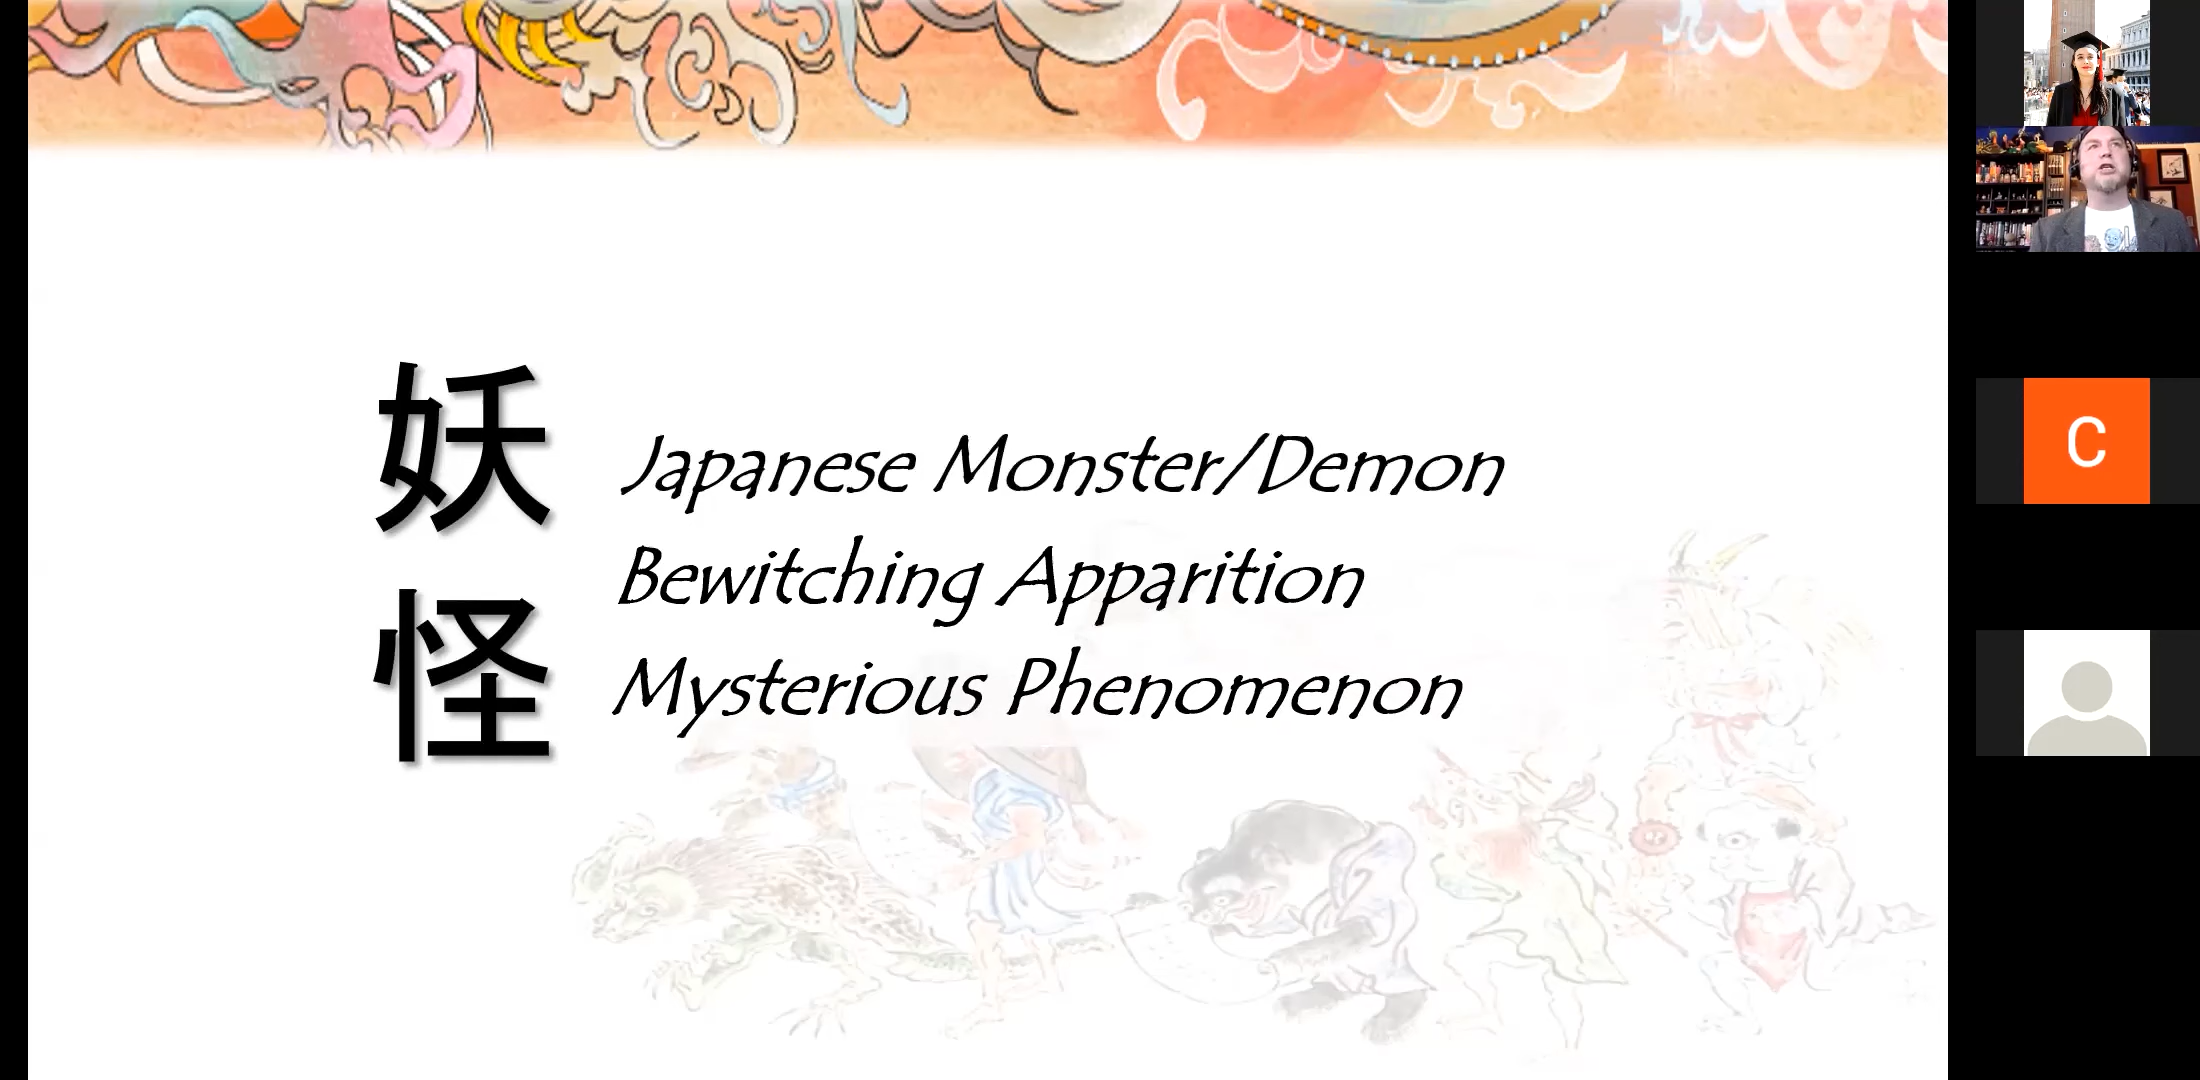 妖怪
Japanese Monster/Demon
Bewitching Apparition
Mysterious Phenomenon
C